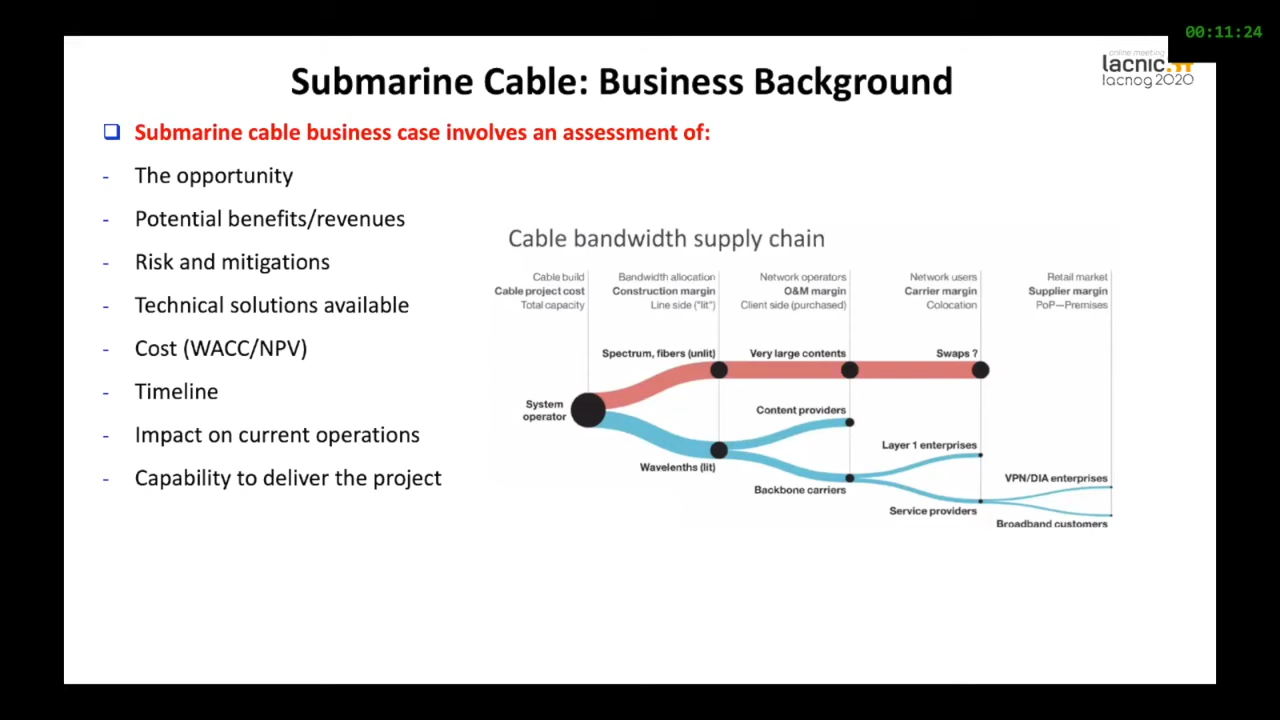 00:11:24
online meeting
lacnic
lacnog 2020
Submarine Cable: Business Background
❑ Submarine cable business case involves an assessment of:
- The opportunity
- Potential benefits/revenues
- Risk and mitigations
- Technical solutions available
- Cost (WACC/NPV)
- Timeline
- Impact on current operations
- Capability to deliver the project
Cable bandwidth supply chain
Cable build
Cable project cost
Total capacity
Bandwidth allocation
Construction margin
Line side ("lit")
Network operators
O&M margin
Client side (purchased)
Network users
Carrier margin
Colocation
Retail market
Supplier margin
PoP—Premises
Spectrum, fibers (unlit)
Very large contents
Swaps ?
System
operator
Content providers
Layer 1 enterprises
Wavelenths (lit)
VPN/DIA enterprises
Backbone carriers
Service providers
Broadband customers